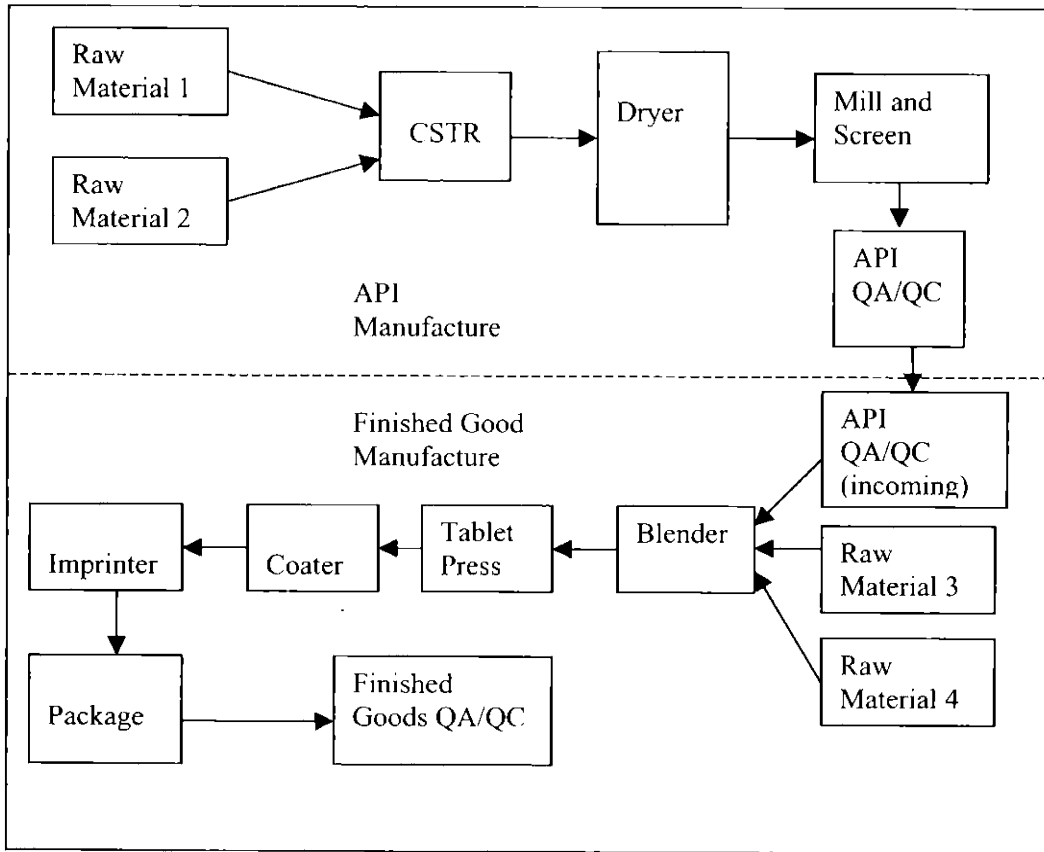 Raw
Material 1
CSTR
Dryer
Mill and
Screen
Raw
Material 2
API
QA/QC
API
Manufacture
Finished Good
Manufacture
API
QA/QC
(incoming)
Imprinter
Coater
Tablet
Press
Blender
Raw
Material 3
Raw
Material 4
Package
Finished
Goods QA/QC